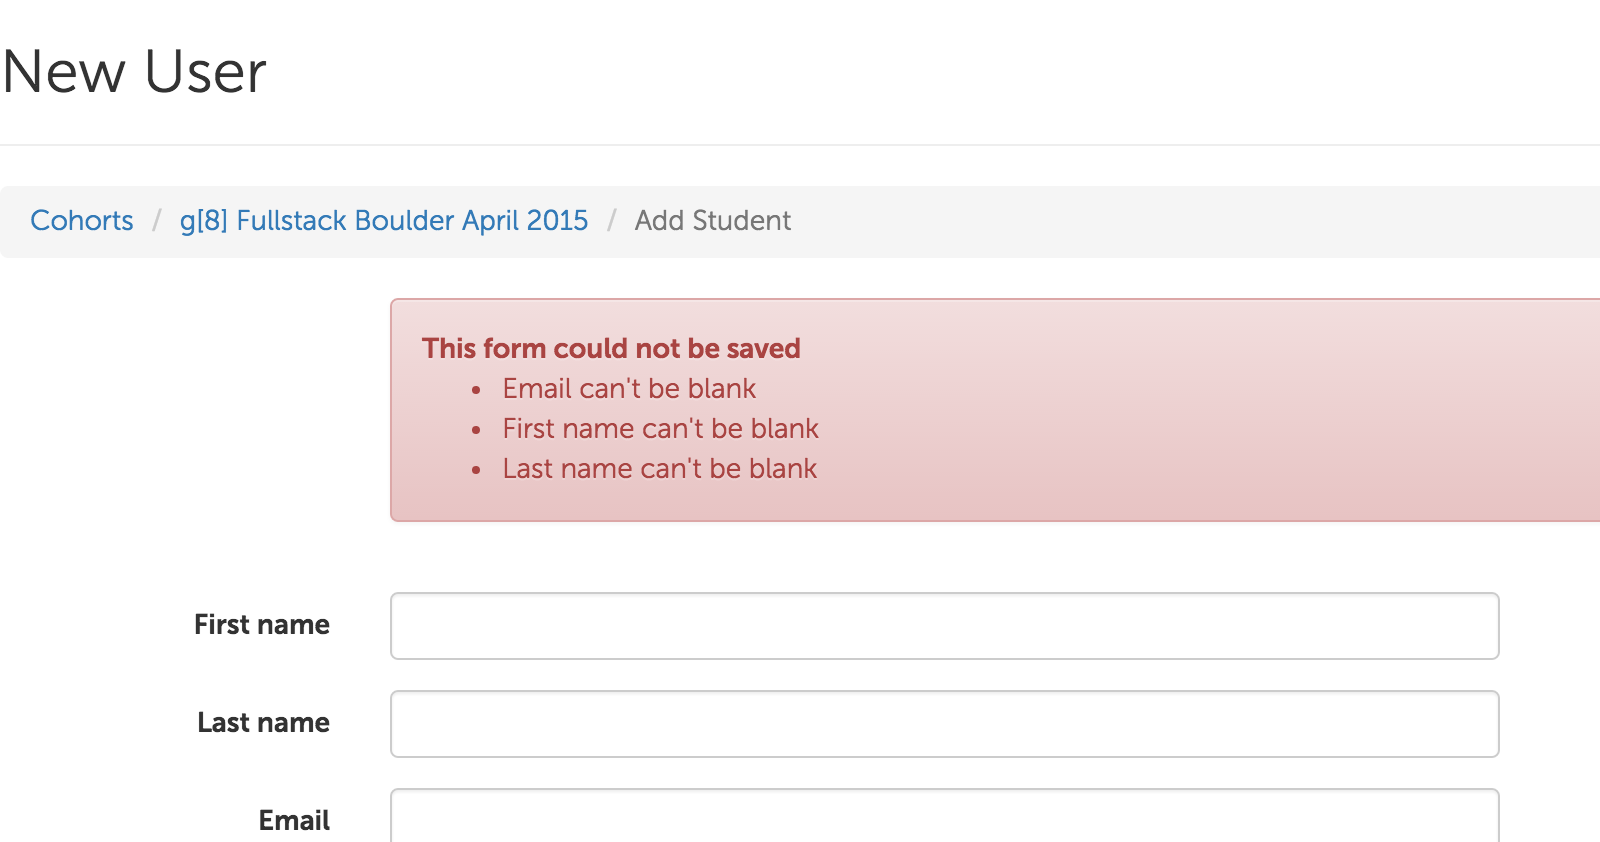 New User
Cohorts / g[8] Fullstack Boulder April 2015 / Add Student
This form could not be saved
• Email can't be blank
• First name can't be blank
• Last name can't be blank
First name
Last name
Email